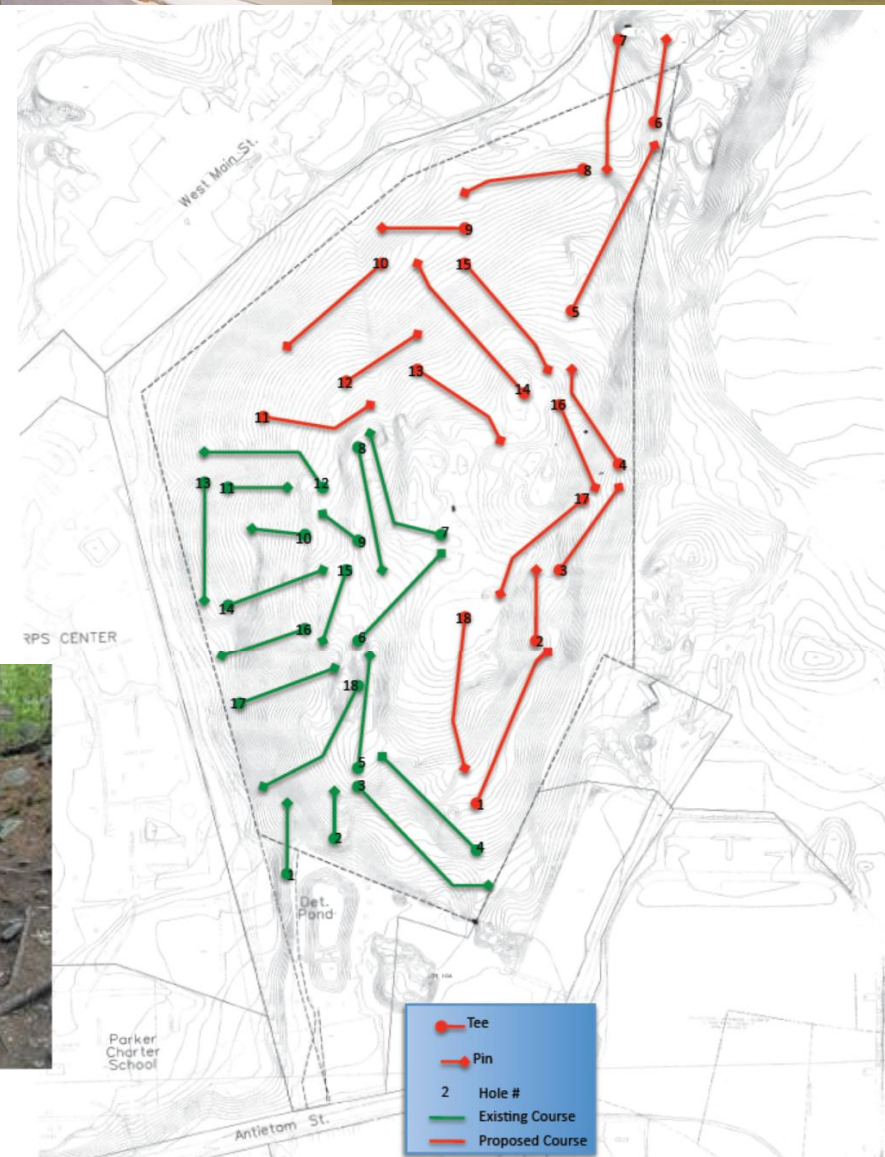 7
6
West Main St.
8
9
10
15
5
12
13
14
16
11
8
4
13
11
12
17
7
10
9
15
3
14
16
18
6
2
RPS CENTER
17
18
5
3
1
4
2
1
Det.
Pond
Tee
Parker
Charter
School
Pin
2 Hole #
Existing Course
Antietam St.
Proposed Course